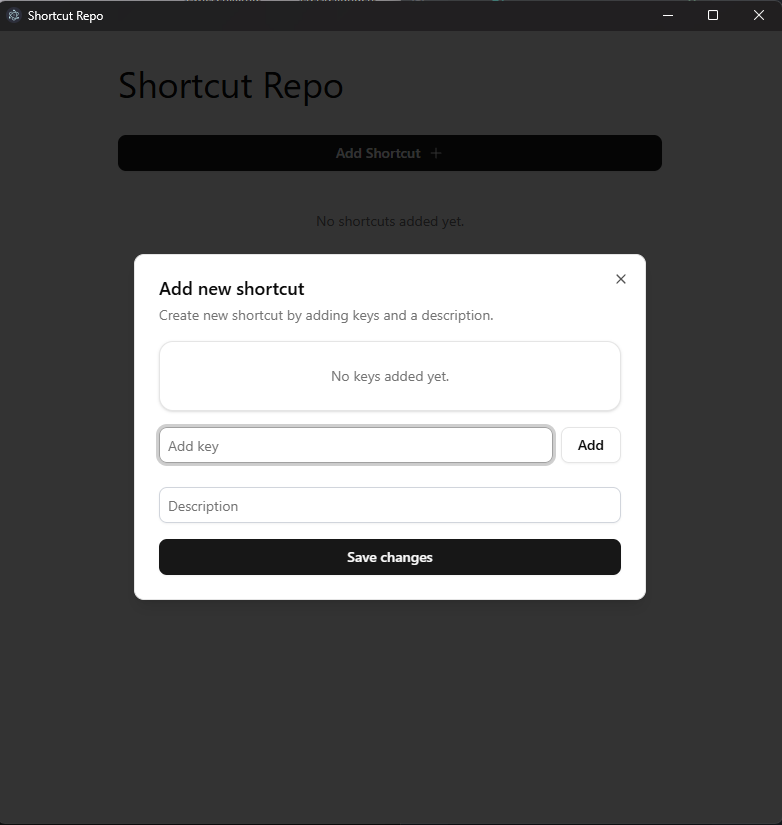 Shortcut Repo
Shortcut Repo
Add Shortcut
No shortcuts added yet.
Add new shortcut
Create new shortcut by adding keys and a description.
No keys added yet.
Add key
Add
Description
Save changes